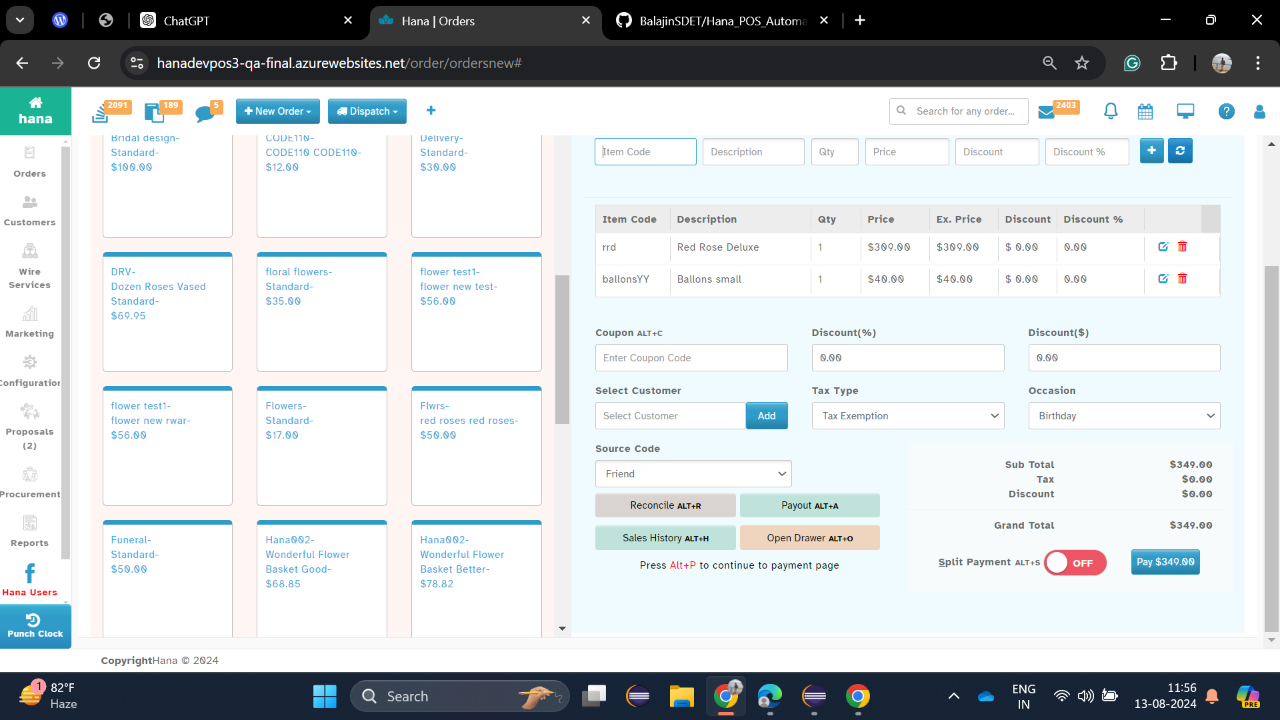 ChatGPT
Hana | Orders
BalajinSDET/Hana_POS_Automa
hanadevpos3-qa-final.azurewebsites.net/order/ordersnew#
hana
2091
189
5
New Order
Dispatch
Search for any order...
2403
Orders
Customers
Wire
Services
Marketing
Configuration
Proposals
(2)
Procurement
Reports
Hana Users
Punch Clock
Bridal design-
Standard-
$100.00
CODE110-
CODE110 CODE110-
$12.00
Delivery-
Standard-
$30.00
DRV-
Dozen Roses Vased
Standard-
$69.95
floral flowers-
Standard-
$35.00
flower test1-
flower new test-
$56.00
flower test1-
flower new rwar-
$56.00
Flowers-
Standard-
$17.00
Flwrs-
red roses red roses-
$50.00
Funeral-
Standard-
$50.00
Hana002-
Wonderful Flower
Basket Good-
$68.85
Hana002-
Wonderful Flower
Basket Better-
$78.82
Item Code Description Qty Price Discount Discount %
Item Code Description Qty Price Ex. Price Discount Discount %
rrd Red Rose Deluxe 1 $309.00 $309.00 $ 0.00 0.00
ballonsYY Ballons small 1 $40.00 $40.00 $ 0.00 0.00
Coupon ALT+C Discount(%) Discount($)
Enter Coupon Code 0.00 0.00
Select Customer Tax Type Occasion
Select Customer Add Tax Exemption Birthday
Source Code
Friend
Reconcile ALT+R Payout ALT+A
Sales History ALT+H Open Drawer ALT+O
Press Alt+P to continue to payment page
Sub Total $349.00
Tax $0.00
Discount $0.00
Grand Total $349.00
Split Payment ALT+S OFF Pay $349.00
CopyrightHana © 2024
1
82°F
Haze
Search
ENG
IN
11:56
13-08-2024
PRE